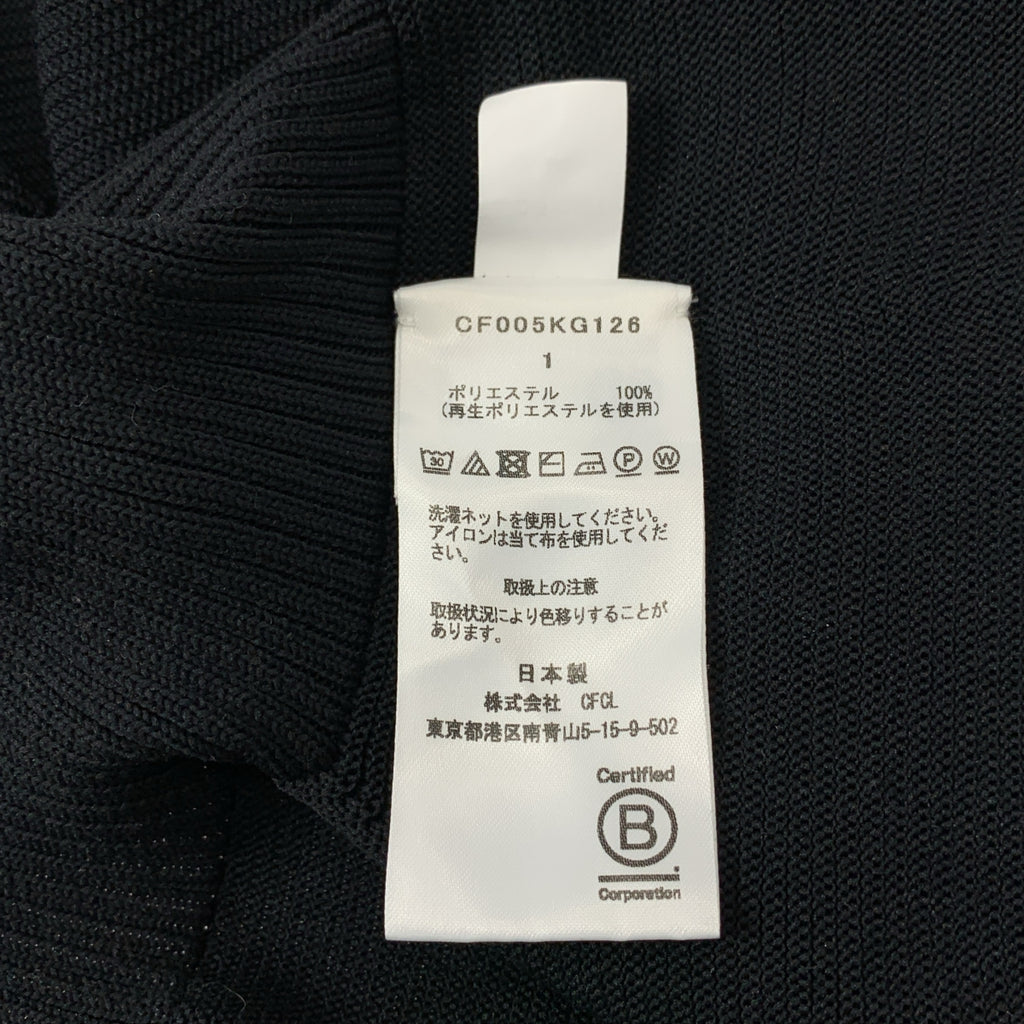 CF005KG126
1
ポリエステル 100%
(再生ポリエステルを使用)
30
P W
洗濯ネットを使用してください。
アイロンは当て布を使用してくだ
さい。
取扱上の注意
取扱状況により色移りすることが
あります。
日本製
株式会社 CFCL
東京都港区南青山5-15-9-502
Certified
B
Corporation